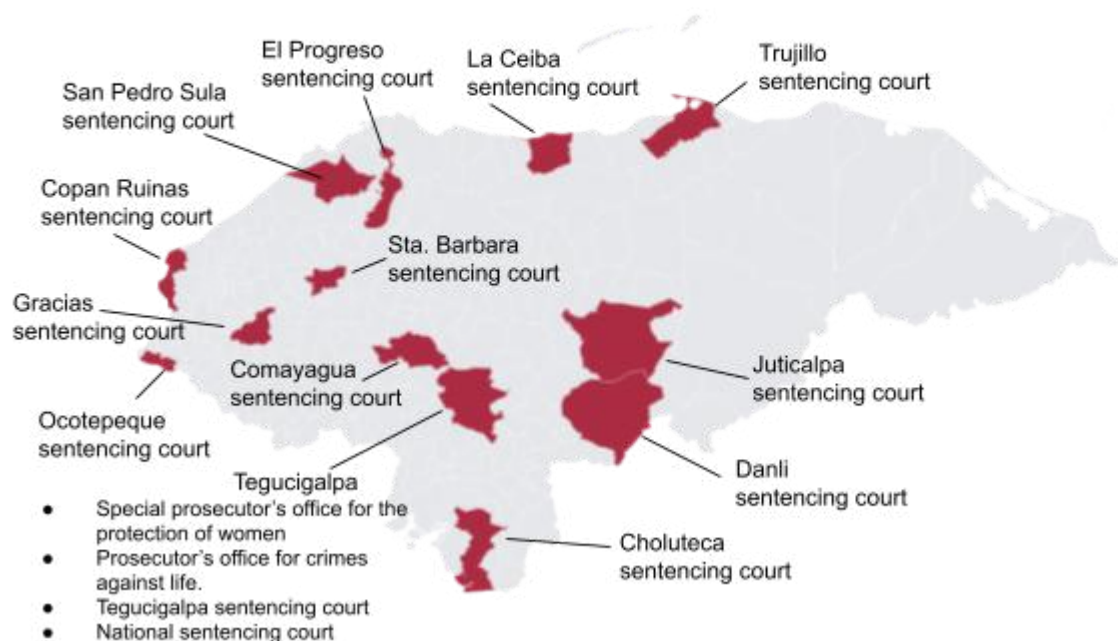 El Progreso
sentencing court
La Ceiba
sentencing court
Trujillo
sentencing court
San Pedro Sula
sentencing court
Copan Ruinas
sentencing court
Sta. Barbara
sentencing court
Gracias
sentencing court
Comayagua
sentencing court
Juticalpa
sentencing court
Ocotepeque
sentencing court
Danli
sentencing court
Tegucigalpa
● Special prosecutor's office for the
protection of women
● Prosecutor's office for crimes
against life.
● Tegucigalpa sentencing court
● National sentencing court
Choluteca
sentencing court